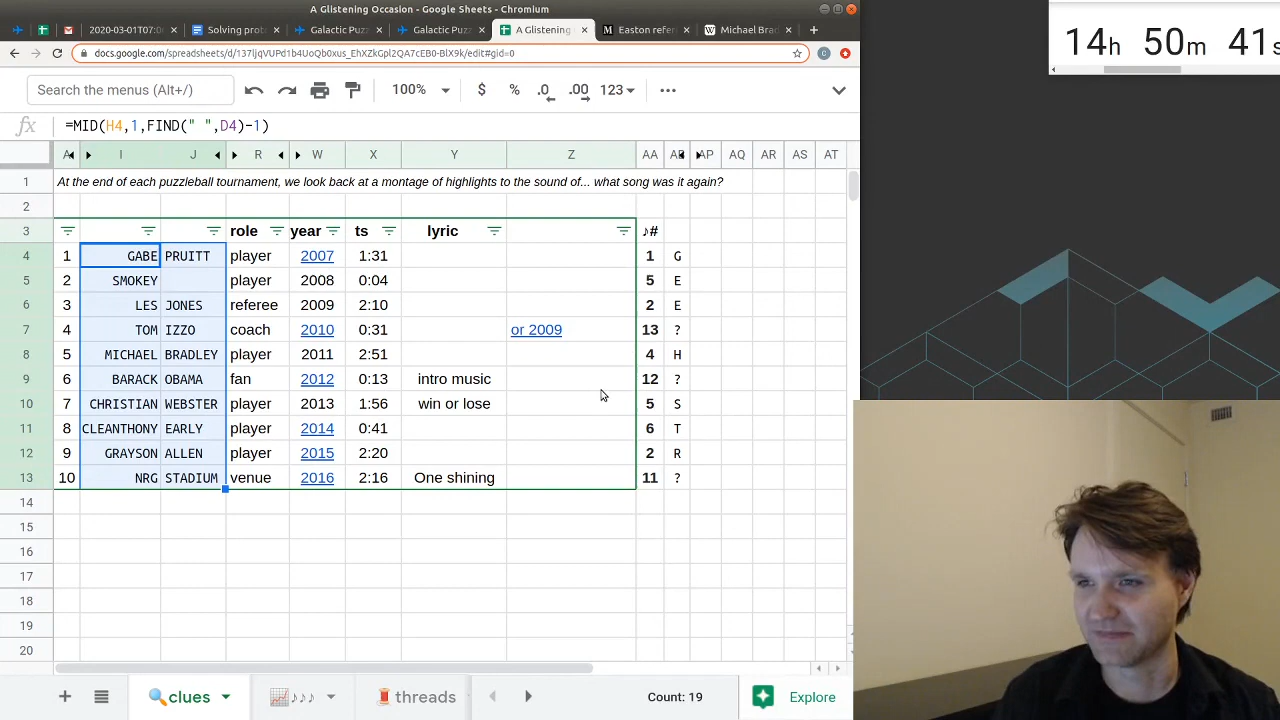 A Glistening Occasion - Google Sheets - Chromium
2020-03-01T07:0
Solving prob
Galactic Puz
Galactic Puz
A Glistening
Easton refer
Michael Brad
docs.google.com/spreadsheets/d/137ljqVUPd1b4UoQb0xus_EhXZkGpl2QA7cEB0-BlX9k/edit#gid=0
14h 50m 41s
Search the menus (Alt+/)
100% $ % .0 .00 123
fx =MID(H4,1,FIND(" ",D4)-1)
A I J R W X Y Z AA AP AQ AR AS AT
1 At the end of each puzzleball tournament, we look back at a montage of highlights to the sound of... what song was it again?
2
3 role year ts lyric ♪#
4 1 GABE PRUITT player 2007 1:31 1 G
5 2 SMOKEY player 2008 0:04 5 E
6 3 LES JONES referee 2009 2:10 2 E
7 4 TOM IZZO coach 2010 0:31 or 2009 13 ?
8 5 MICHAEL BRADLEY player 2011 2:51 4 H
9 6 BARACK OBAMA fan 2012 0:13 intro music 12 ?
10 7 CHRISTIAN WEBSTER player 2013 1:56 win or lose 5 S
11 8 CLEANTHONY EARLY player 2014 0:41 6 T
12 9 GRAYSON ALLEN player 2015 2:20 2 R
13 10 NRG STADIUM venue 2016 2:16 One shining 11 ?
14
15
16
17
18
19
20
🔍clues
📈♪♪♪
🧵threads
Count: 19
Explore